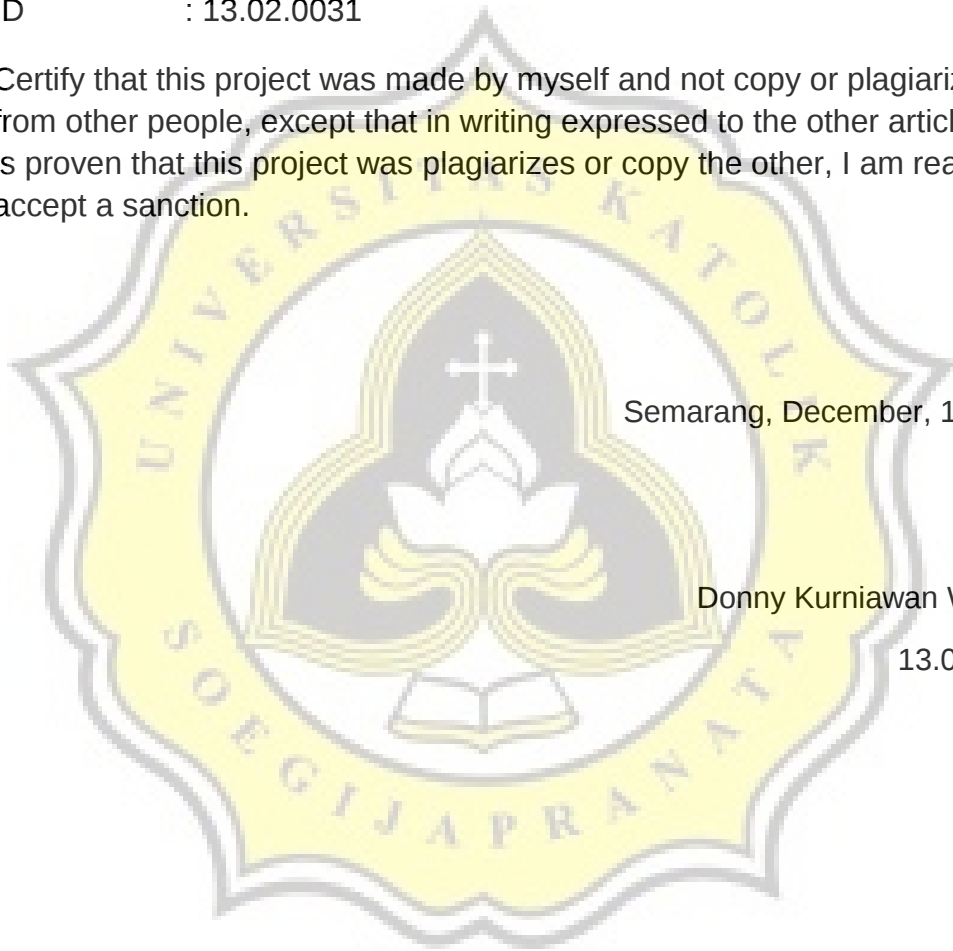 D : 13.02.0031
Certify that this project was made by myself and not copy or plagiariz
from other people, except that in writing expressed to the other articl
s proven that this project was plagiarizes or copy the other, I am rea
accept a sanction.
UNIVERSITAS KATOLIK
Semarang, December, 1
Donny Kurniawan W
13.0
SOEGIJAPRANATA